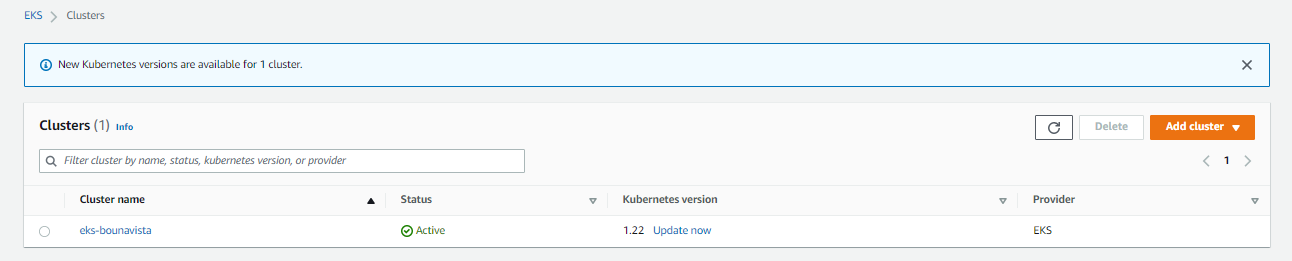 EKS > Clusters
New Kubernetes versions are available for 1 cluster.
Clusters (1) Info
Delete
Add cluster
Filter cluster by name, status, kubernetes version, or provider
1
Cluster name Status Kubernetes version Provider
eks-bounavista Active 1.22 Update now EKS